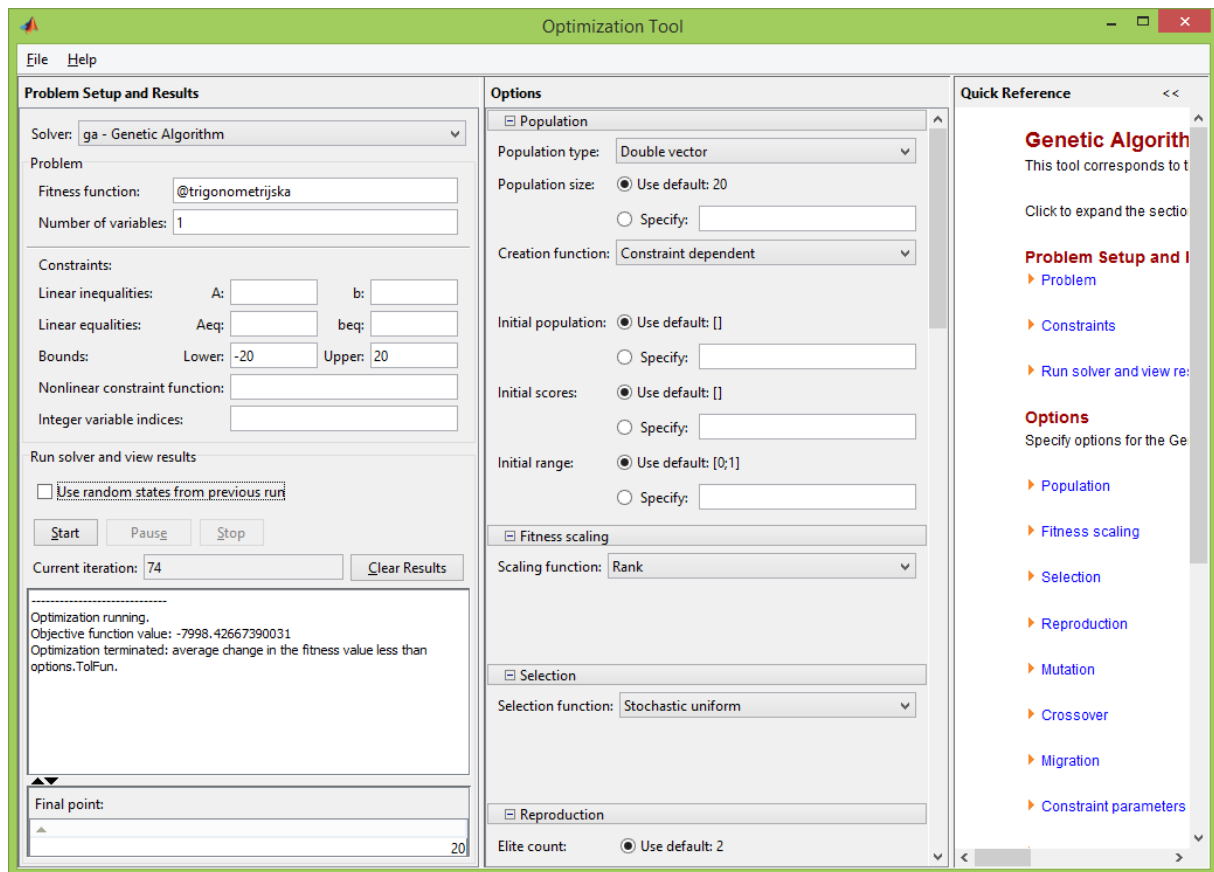 Optimization Tool
File Help
Problem Setup and Results
Solver: ga - Genetic Algorithm
Problem
Fitness function: @trigonometrijska
Number of variables: 1
Constraints:
Linear inequalities: A: b:
Linear equalities: Aeq: beq:
Bounds: Lower: -20 Upper: 20
Nonlinear constraint function:
Integer variable indices:
Run solver and view results
Use random states from previous run
Start Pause Stop
Current iteration: 74 Clear Results
------------------------------
Optimization running.
Objective function value: -7998.42667390031
Optimization terminated: average change in the fitness value less than
options.TolFun.
Final point:
20
Options
Population
Population type: Double vector
Population size: Use default: 20
Specify:
Creation function: Constraint dependent
Initial population: Use default: []
Specify:
Initial scores: Use default: []
Specify:
Initial range: Use default: [0;1]
Specify:
Fitness scaling
Scaling function: Rank
Selection
Selection function: Stochastic uniform
Reproduction
Elite count: Use default: 2
Quick Reference <<
Genetic Algorith
This tool corresponds to t
Click to expand the sectio
Problem Setup and
Problem
Constraints
Run solver and view re
Options
Specify options for the Ge
Population
Fitness scaling
Selection
Reproduction
Mutation
Crossover
Migration
Constraint parameters